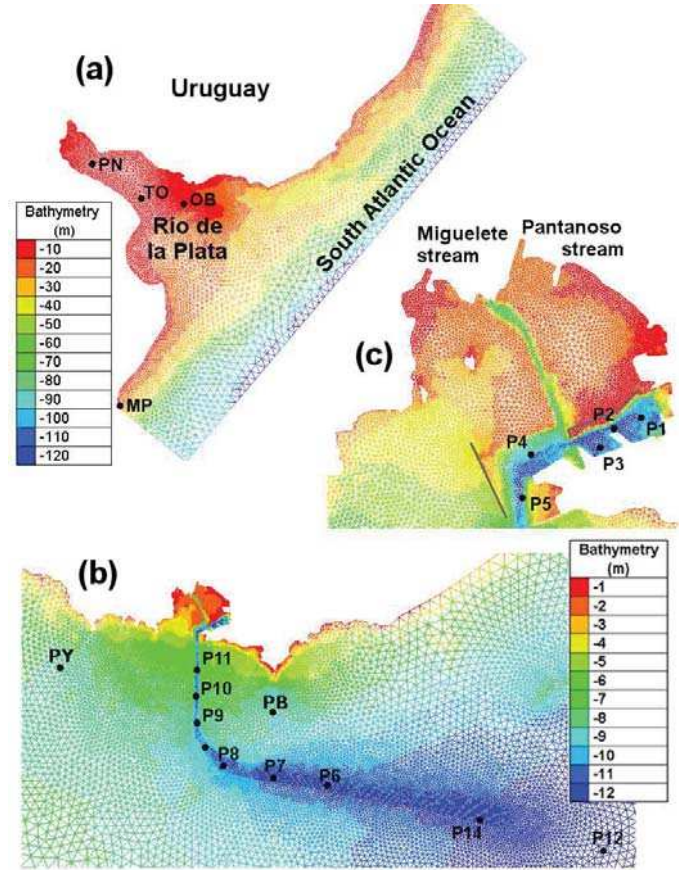 (a)
Uruguay
PN
TO
OB
Río de
la Plata
South Atlantic Ocean
MP
Bathymetry
(m)
-10
-20
-30
-40
-50
-60
-70
-80
-90
-100
-110
-120
Miguelete
stream
Pantanoso
stream
(c)
P2
P1
P4
P3
P5
(b)
PY
P11
P10
PB
P9
P8
P7
P6
P14
P12
Bathymetry
(m)
-1
-2
-3
-4
-5
-6
-7
-8
-9
-10
-11
-12